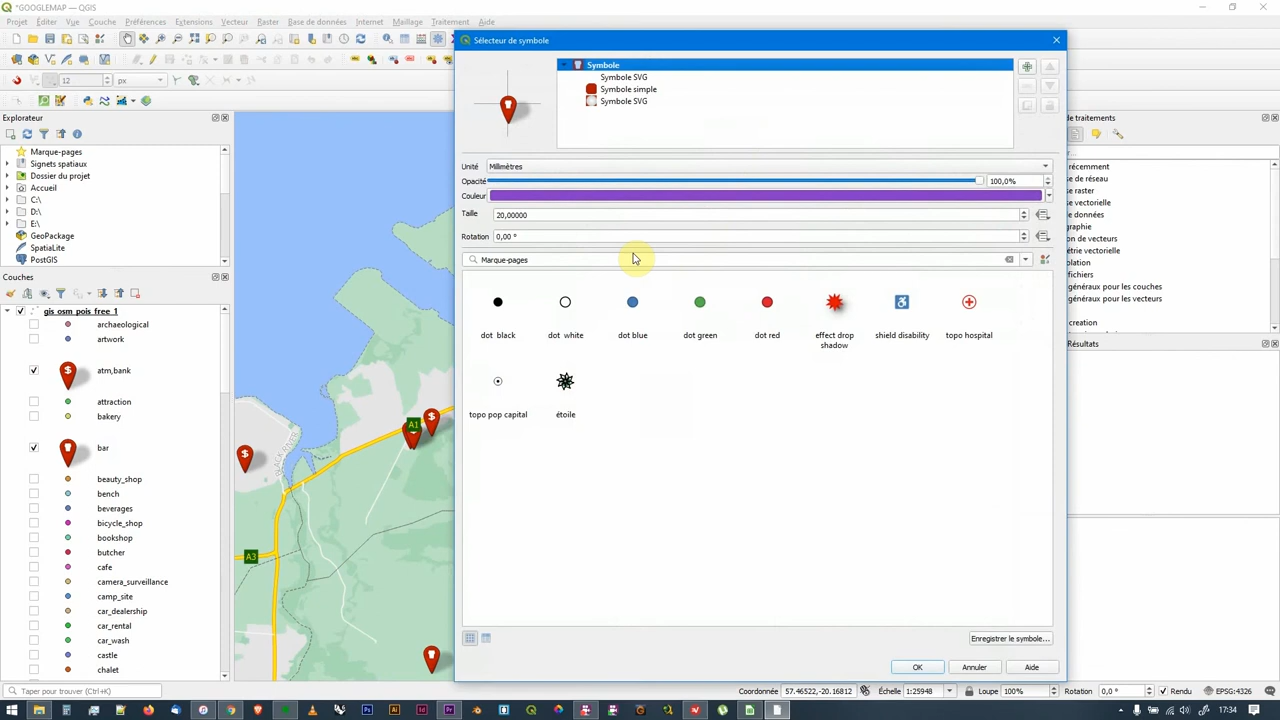 *GOOGLEMAP — QGIS
Projet Éditer Vue Couche Préférences Extensions Vecteur Raster Base de données Internet Maillage Traitement Aide
12 px
Explorateur
Marque-pages
Signets spatiaux
Dossier du projet
Accueil
C:\
D:\
E:\
GeoPackage
SpatiaLite
PostGIS
Couches
gis_osm_pois_free_1
archaeological
artwork
atm,bank
attraction
bakery
bar
beauty_shop
bench
beverages
bicycle_shop
bookshop
butcher
cafe
camera_surveillance
camp_site
car_dealership
car_rental
car_wash
castle
chalet
A1
BLACK RIVER
A3
Sélecteur de symbole
Symbole
Symbole SVG
Symbole simple
Symbole SVG
Unité Millimètres
Opacité 100,0%
Couleur
Taille 20,00000
Rotation 0,00 °
Marque-pages
dot black dot white dot blue dot green dot red effect drop shadow shield disability topo hospital
topo pop capital étoile
Enregistrer le symbole...
OK Annuler Aide
de traitements
récemment
se de réseau
se raster
se vectorielle
données
graphie
on de vecteurs
étrie vectorielle
olation
fichiers
généraux pour les couches
généraux pour les vecteurs
création
Résultats
Taper pour trouver (Ctrl+K)
Coordonnée 57.46522,-20.16812 Échelle 1:25948 Loupe 100% Rotation 0,0 ° Rendu EPSG:4326
17:34